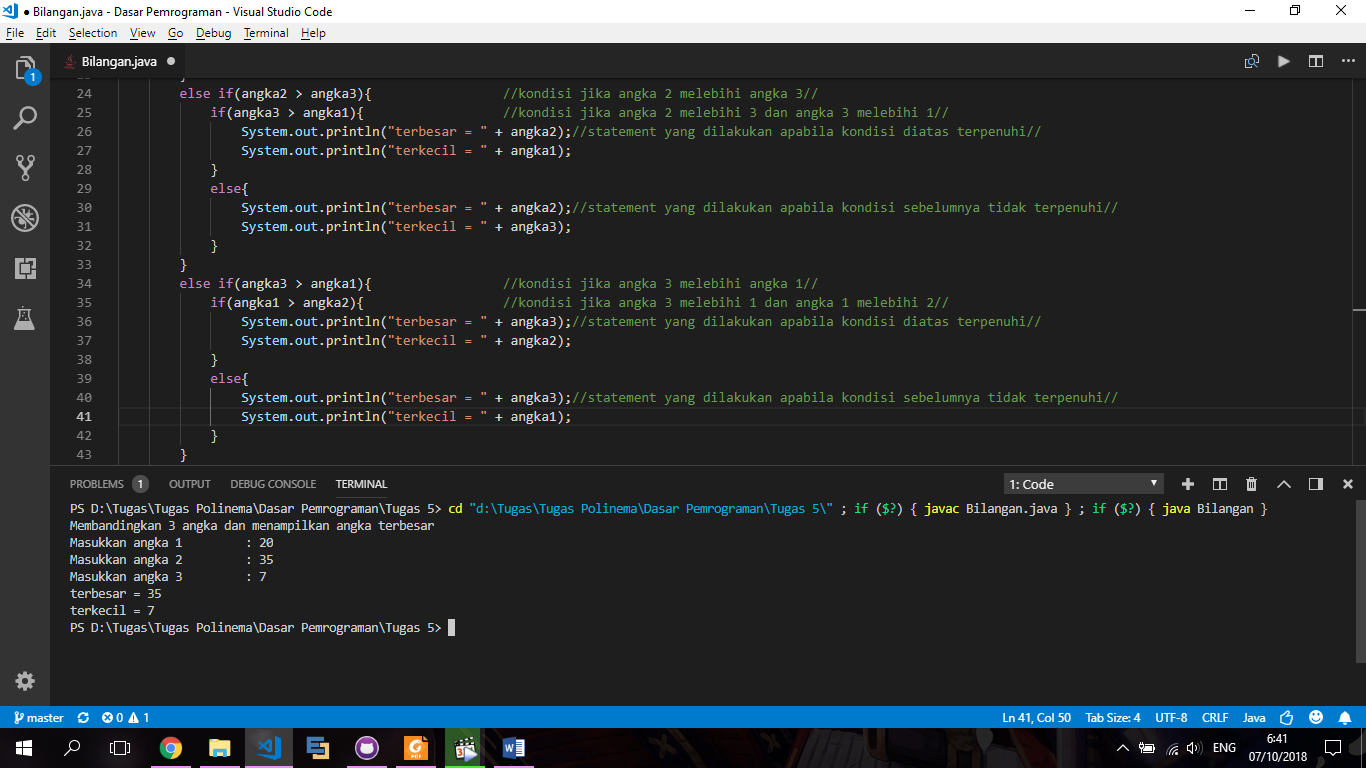 ● Bilangan.java - Dasar Pemrograman - Visual Studio Code
File Edit Selection View Go Debug Terminal Help
1
Bilangan.java ●
24 else if(angka2 > angka3){ //kondisi jika angka 2 melebihi angka 3//
25 if(angka3 > angka1){ //kondisi jika angka 2 melebihi 3 dan angka 3 melebihi 1//
26 System.out.println("terbesar = " + angka2);//statement yang dilakukan apabila kondisi diatas terpenuhi//
27 System.out.println("terkecil = " + angka1);
28 }
29 else{
30 System.out.println("terbesar = " + angka2);//statement yang dilakukan apabila kondisi sebelumnya tidak terpenuhi//
31 System.out.println("terkecil = " + angka3);
32 }
33 }
34 else if(angka3 > angka1){ //kondisi jika angka 3 melebihi angka 1//
35 if(angka1 > angka2){ //kondisi jika angka 3 melebihi 1 dan angka 1 melebihi 2//
36 System.out.println("terbesar = " + angka3);//statement yang dilakukan apabila kondisi diatas terpenuhi//
37 System.out.println("terkecil = " + angka2);
38 }
39 else{
40 System.out.println("terbesar = " + angka3);//statement yang dilakukan apabila kondisi sebelumnya tidak terpenuhi//
41 System.out.println("terkecil = " + angka1);
42 }
43 }
PROBLEMS 1 OUTPUT DEBUG CONSOLE TERMINAL 1: Code
PS D:\Tugas\Tugas Polinema\Dasar Pemrograman\Tugas 5> cd "d:\Tugas\Tugas Polinema\Dasar Pemrograman\Tugas 5\" ; if ($?) { javac Bilangan.java } ; if ($?) { java Bilangan }
Membandingkan 3 angka dan menampilkan angka terbesar
Masukkan angka 1 : 20
Masukkan angka 2 : 35
Masukkan angka 3 : 7
terbesar = 35
terkecil = 7
PS D:\Tugas\Tugas Polinema\Dasar Pemrograman\Tugas 5>
master 0 1 Ln 41, Col 50 Tab Size: 4 UTF-8 CRLF Java
ENG
6:41
07/10/2018